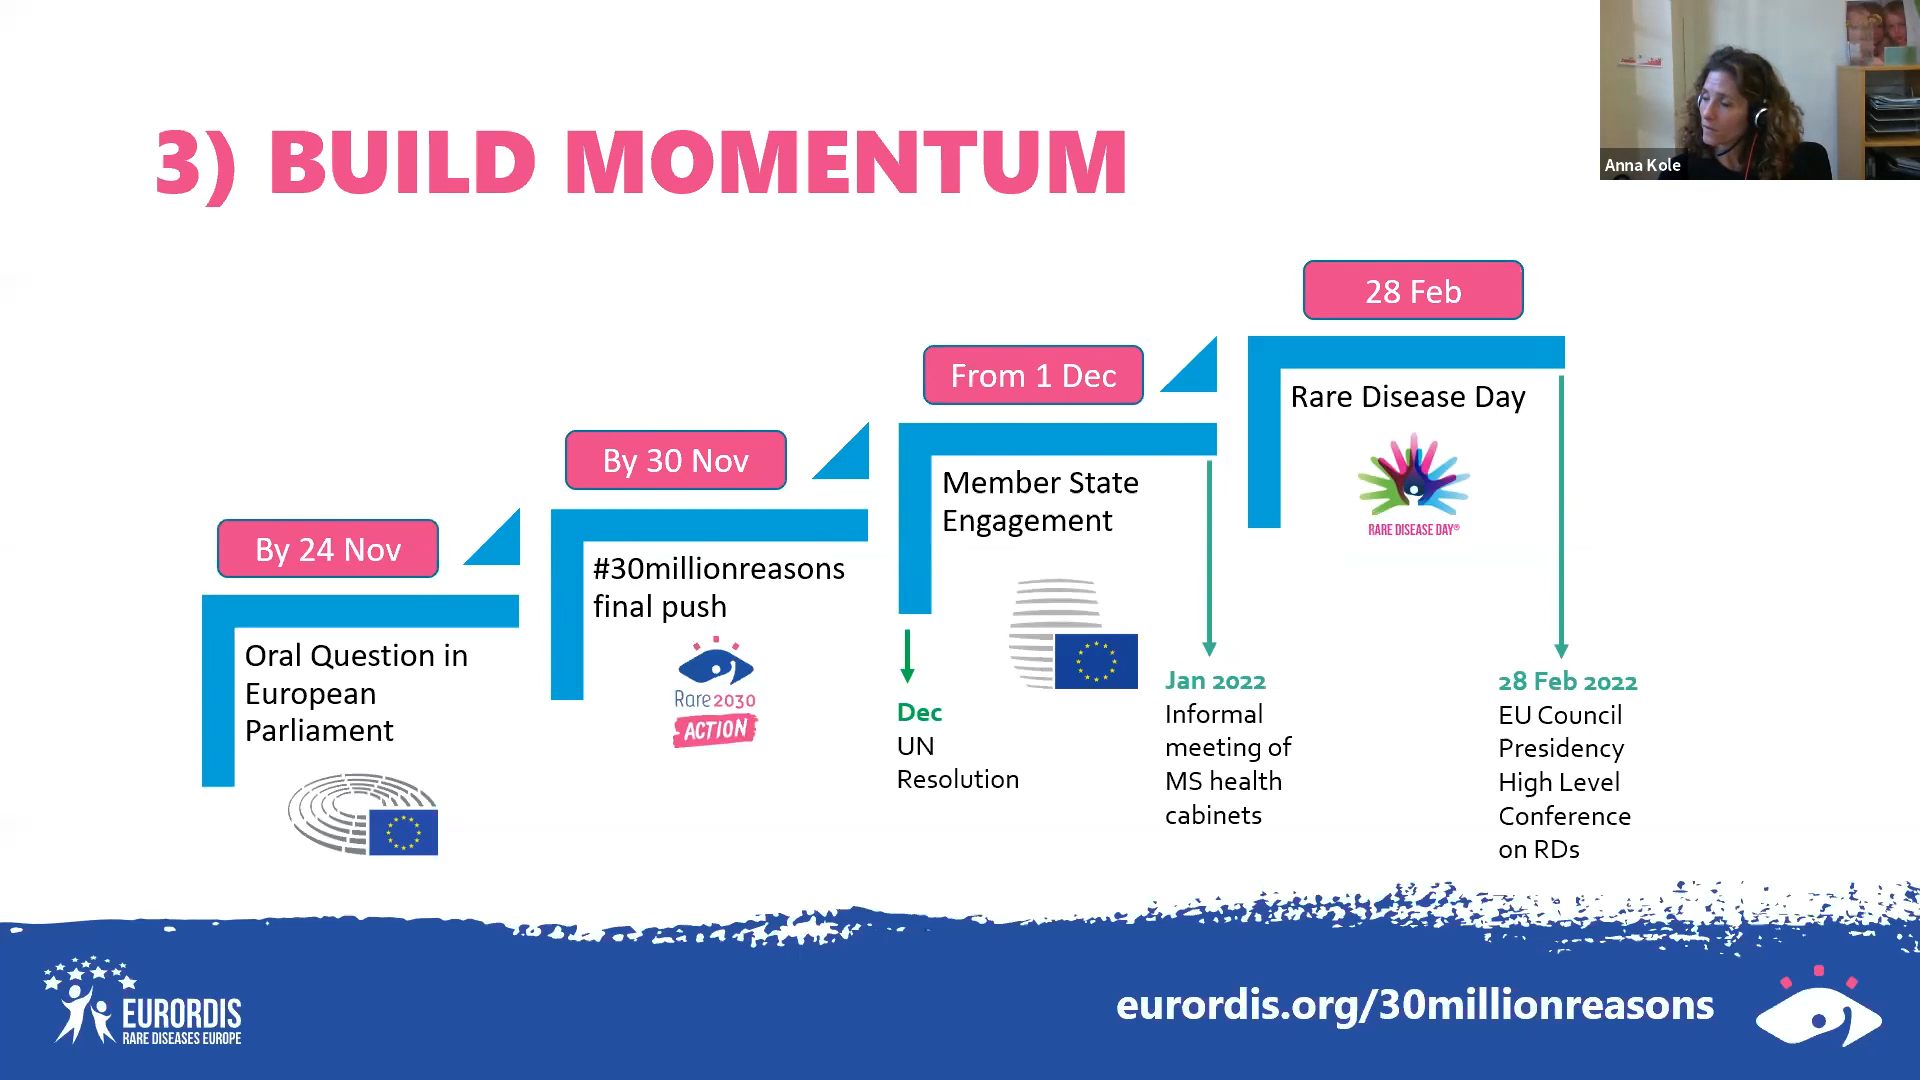 3) BUILD MOMENTUM
Anna Kole
28 Feb
Rare Disease Day
RARE DISEASE DAY®
From 1 Dec
Member State
Engagement
By 30 Nov
#30millionreasons
final push
Rare2030
ACTION
By 24 Nov
Oral Question in
European
Parliament
Dec
UN
Resolution
Jan 2022
Informal
meeting of
MS health
cabinets
28 Feb 2022
EU Council
Presidency
High Level
Conference
on RDs
EURORDIS
RARE DISEASES EUROPE
eurordis.org/30millionreasons